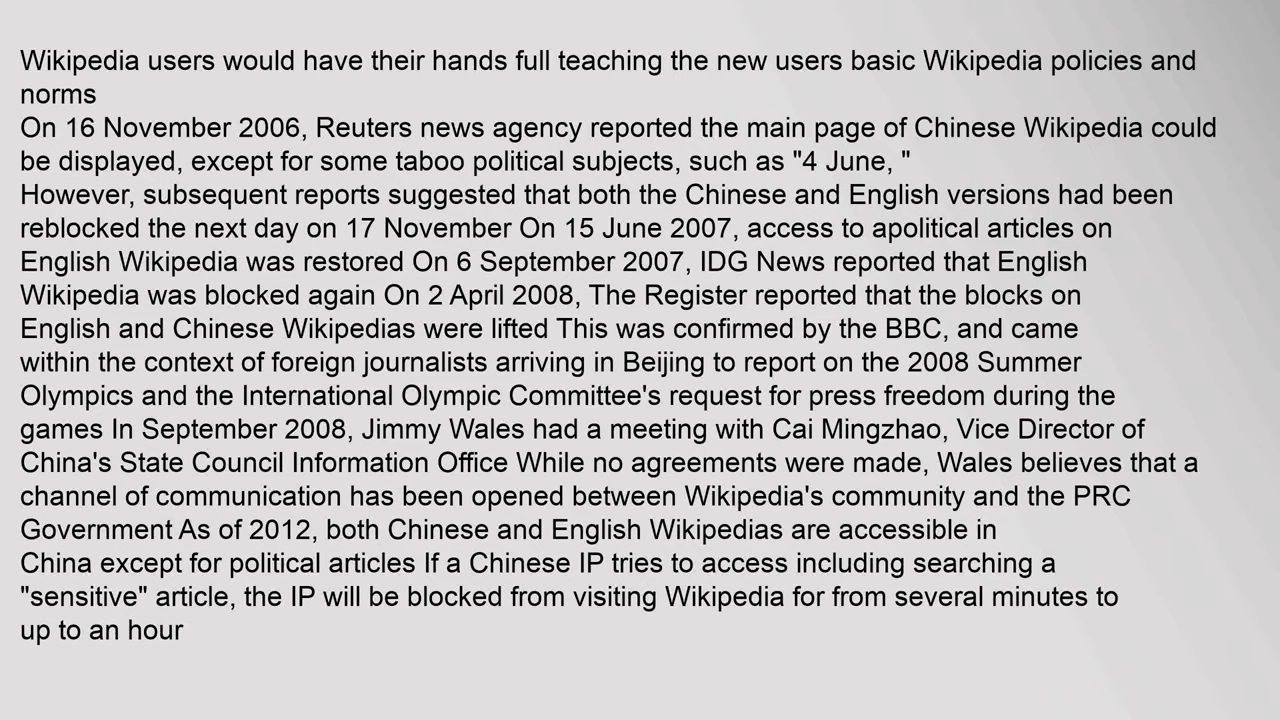 Wikipedia users would have their hands full teaching the new users basic Wikipedia policies and
norms
On 16 November 2006, Reuters news agency reported the main page of Chinese Wikipedia could
be displayed, except for some taboo political subjects, such as "4 June, "
However, subsequent reports suggested that both the Chinese and English versions had been
reblocked the next day on 17 November On 15 June 2007, access to apolitical articles on
English Wikipedia was restored On 6 September 2007, IDG News reported that English
Wikipedia was blocked again On 2 April 2008, The Register reported that the blocks on
English and Chinese Wikipedias were lifted This was confirmed by the BBC, and came
within the context of foreign journalists arriving in Beijing to report on the 2008 Summer
Olympics and the International Olympic Committee's request for press freedom during the
games In September 2008, Jimmy Wales had a meeting with Cai Mingzhao, Vice Director of
China's State Council Information Office While no agreements were made, Wales believes that a
channel of communication has been opened between Wikipedia's community and the PRC
Government As of 2012, both Chinese and English Wikipedias are accessible in
China except for political articles If a Chinese IP tries to access including searching a
"sensitive" article, the IP will be blocked from visiting Wikipedia for from several minutes to
up to an hour